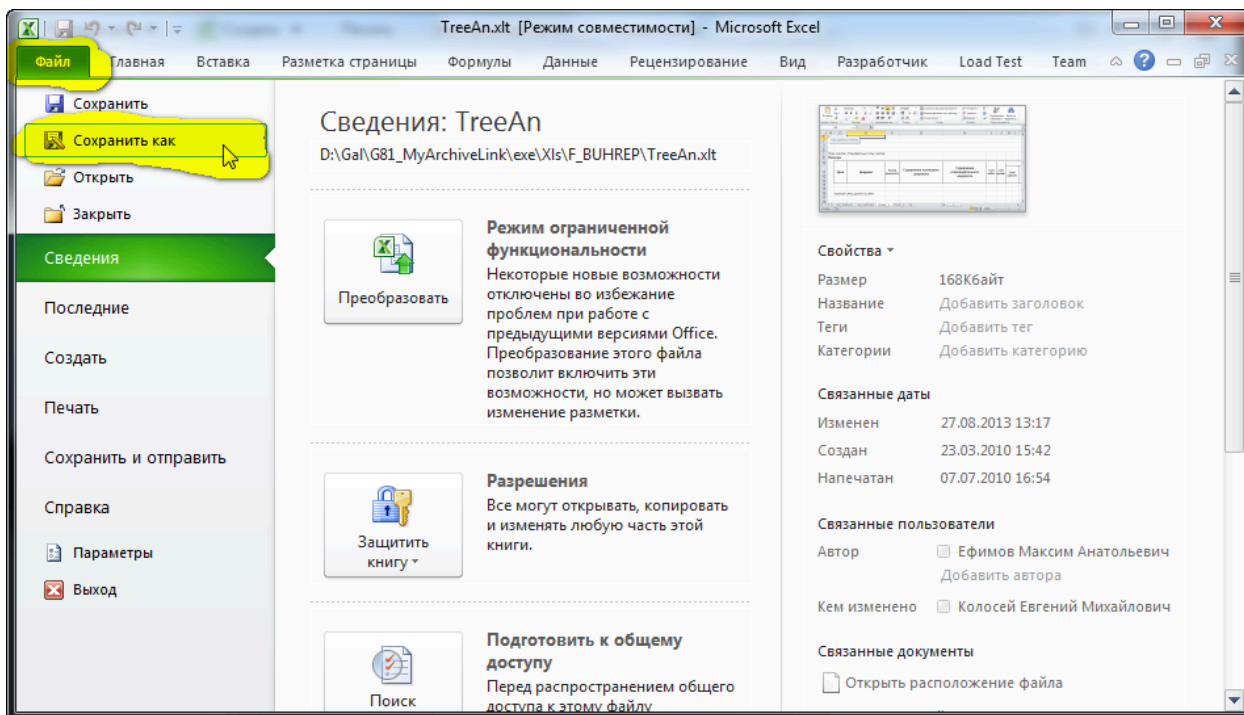 TreeAn.xlt [Режим совместимости] - Microsoft Excel
Файл Главная Вставка Разметка страницы Формулы Данные Рецензирование Вид Разработчик Load Test Team
Сохранить
Сохранить как
Открыть
Закрыть
Сведения
Последние
Создать
Печать
Сохранить и отправить
Справка
Параметры
Выход
Сведения: TreeAn
D:\Gal\G81_MyArchiveLink\exe\Xls\F_BUHREP\TreeAn.xlt
Преобразовать
Режим ограниченной
функциональности
Некоторые новые возможности
отключены во избежание
проблем при работе с
предыдущими версиями Office.
Преобразование этого файла
позволит включить эти
возможности, но может вызвать
изменение разметки.
Защитить
книгу
Разрешения
Все могут открывать, копировать
и изменять любую часть этой
книги.
Поиск
Подготовить к общему
доступу
Перед распространением общего
доступа к этому файлу
Свойства
Размер 168Кбайт
Название Добавить заголовок
Теги Добавить тег
Категории Добавить категорию
Связанные даты
Изменен 27.08.2013 13:17
Создан 23.03.2010 15:42
Напечатан 07.07.2010 16:54
Связанные пользователи
Автор Ефимов Максим Анатольевич
Добавить автора
Кем изменено Колосей Евгений Михайлович
Связанные документы
Открыть расположение файла